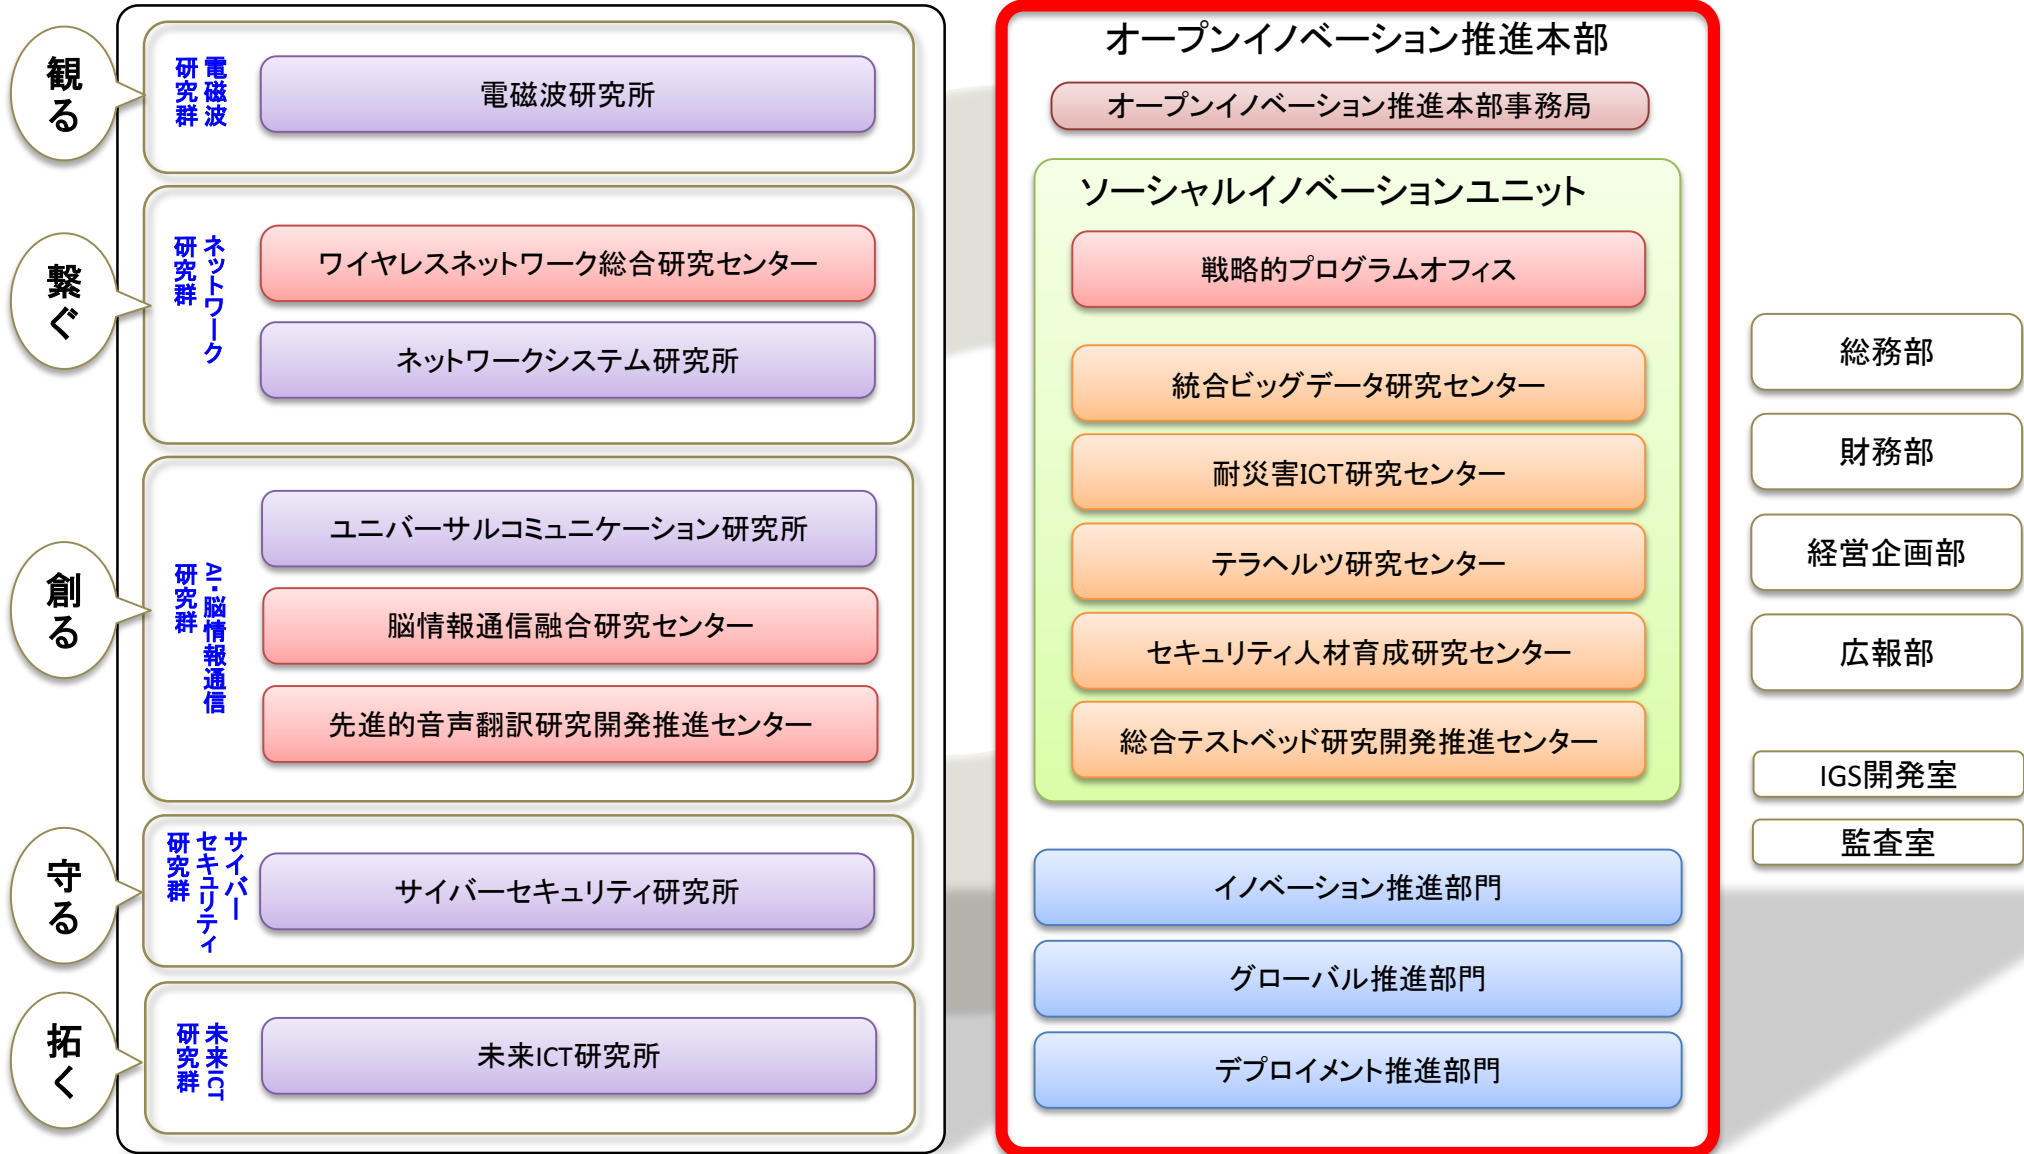 観る
電磁波
研究群
電磁波研究所
繋ぐ
ネットワーク
研究群
ワイヤレスネットワーク総合研究センター
ネットワークシステム研究所
創る
AI・脳情報通信
研究群
ユニバーサルコミュニケーション研究所
脳情報通信融合研究センター
先進的音声翻訳研究開発推進センター
守る
サイバー
セキュリティ
研究群
サイバーセキュリティ研究所
拓く
未来ICT
研究群
未来ICT研究所
オープンイノベーション推進本部
オープンイノベーション推進本部事務局
ソーシャルイノベーションユニット
戦略的プログラムオフィス
統合ビッグデータ研究センター
耐災害ICT研究センター
テラヘルツ研究センター
セキュリティ人材育成研究センター
総合テストベッド研究開発推進センター
イノベーション推進部門
グローバル推進部門
デプロイメント推進部門
総務部
財務部
経営企画部
広報部
IGS開発室
監査室